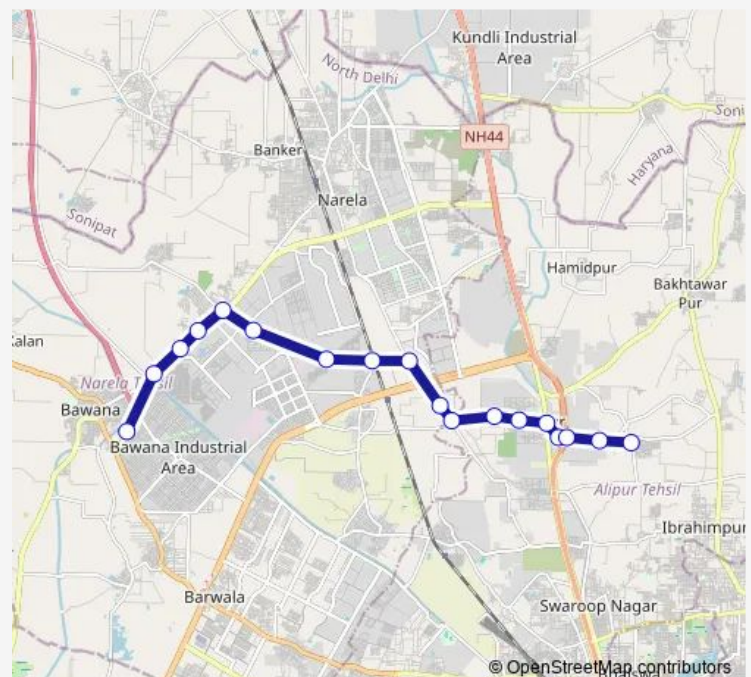 Kundli Industrial
Area
North Delhi
NH44
Soni
Banker
Haryana
Narela
Sonipat
Hamidpur
Bakhtawar
Pur
Kalan
Narela Tehsil
Bawana
Bawana Industrial
Area
Alipur Tehsil
Ibrahimpur
Barwala
Swaroop Nagar
© OpenStreetMap contributors